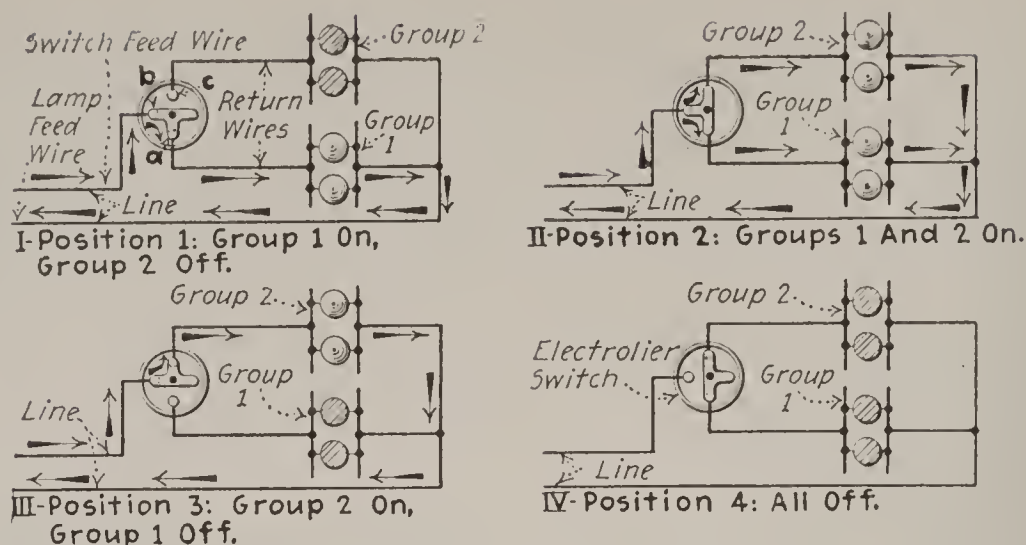 Switch Feed Wire
Group 2
b
c
Lamp
Feed
Wire
Return
Wires
Group
1
a
Line
I-Position 1: Group 1 On,
Group 2 Off.
Group 2
Group
1
Line
II-Position 2: Groups 1 And 2 On.
Group 2
Group
1
Line
III-Position 3: Group 2 On,
Group 1 Off.
Group 2
Electrolier
Switch
Group
1
Line
IV-Position 4: All Off.